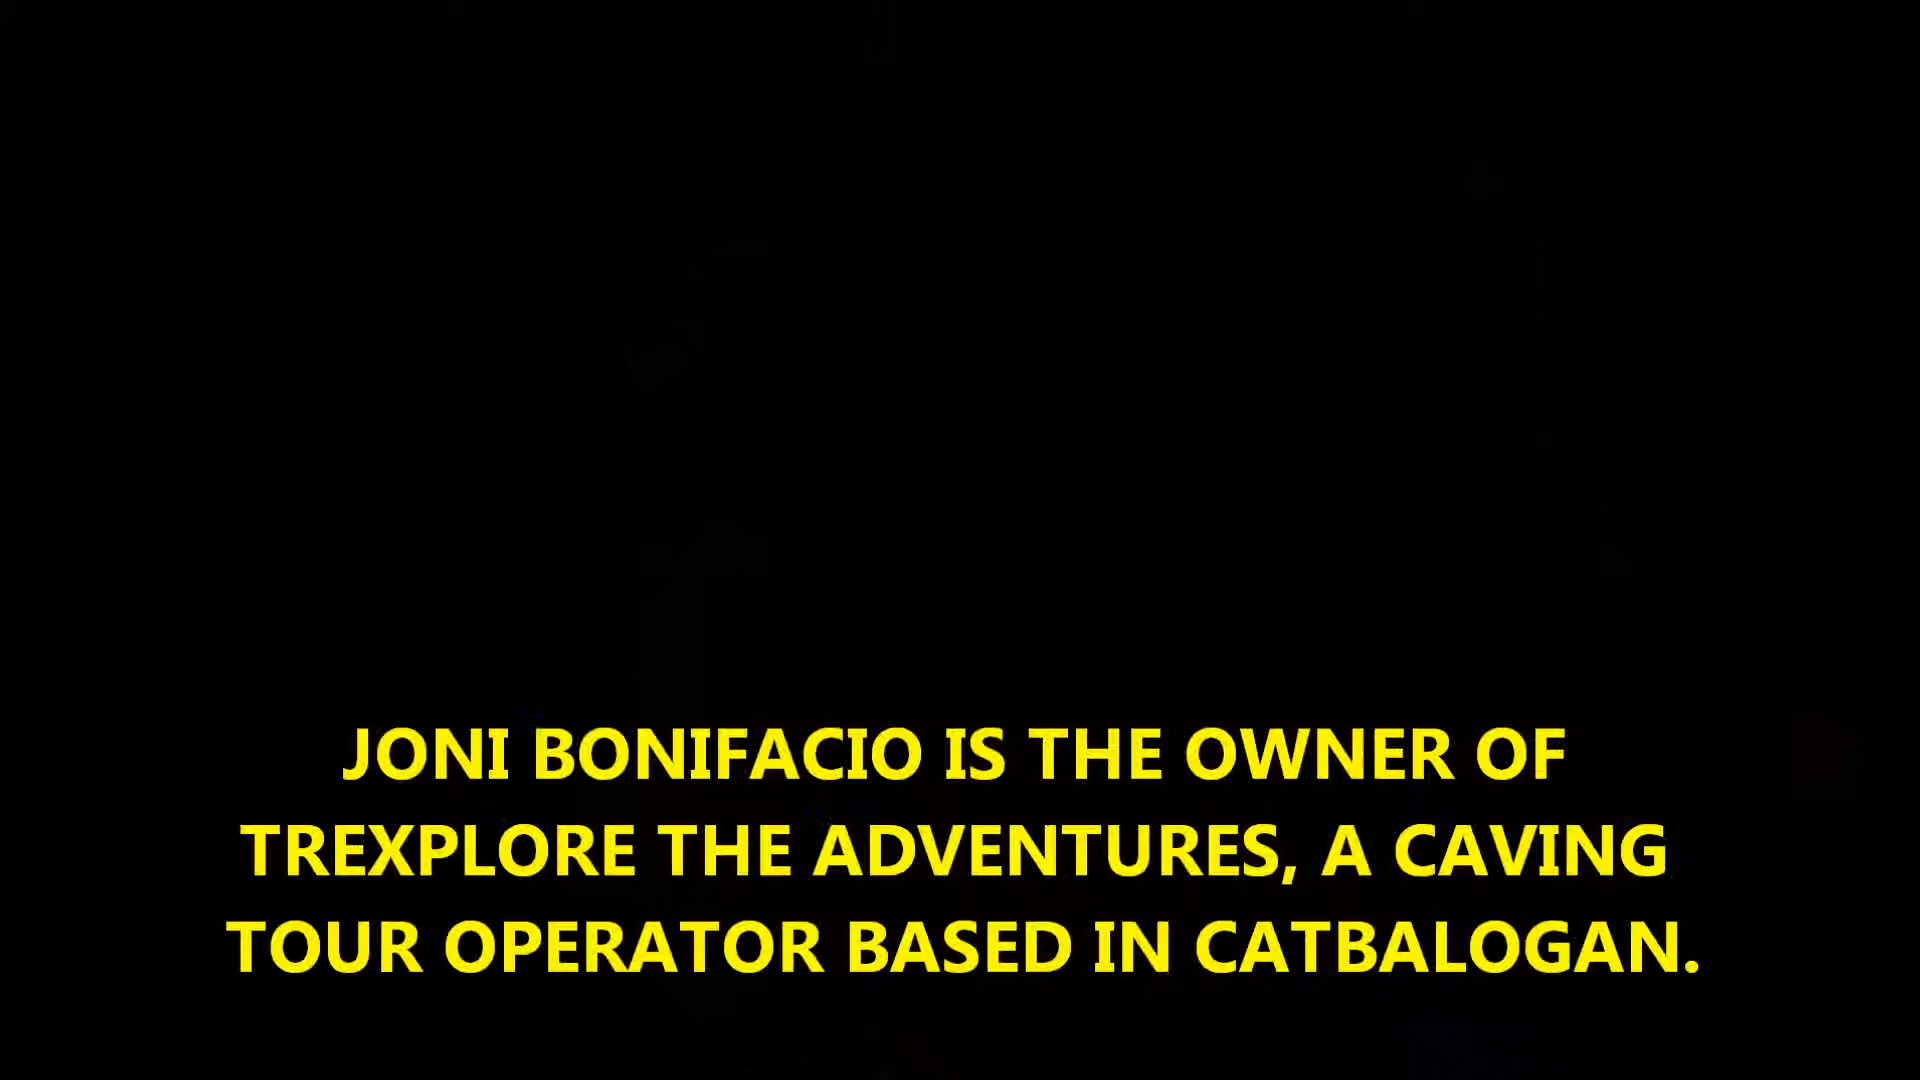 JONI BONIFACIO IS THE OWNER OF
TREXPLORE THE ADVENTURES, A CAVING
TOUR OPERATOR BASED IN CATBALOGAN.